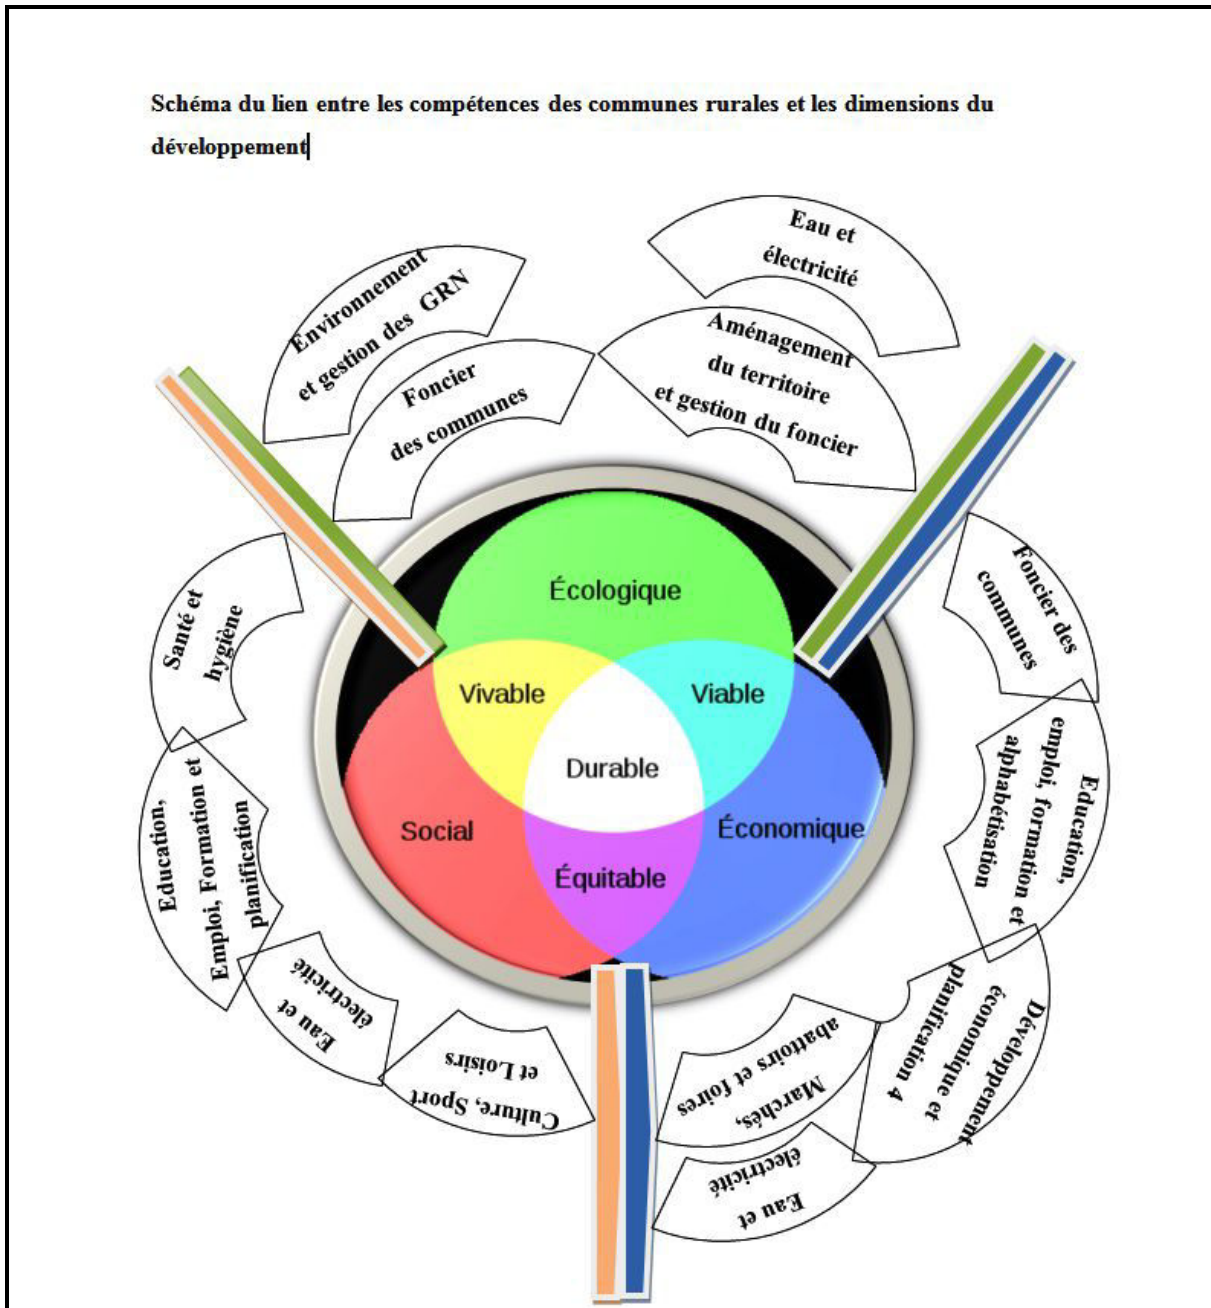 Schéma du lien entre les compétences des communes rurales et les dimensions du
développement
Environnement
et gestion des GRN
Foncier
des communes
Eau et
électricité
Aménagement
du territoire
et gestion du foncier
Santé et
hygiène
Education,
Emploi, Formation et
planification
Eau et
électricité
Culture, Sport
et Loisirs
Écologique
Vivable
Viable
Durable
Social
Économique
Équitable
Foncier des
communes
Education,
emploi, formation et
alphabétisation
Développement
économique et
planification 4
Marchés,
abattoirs et foires
Eau et
électricité